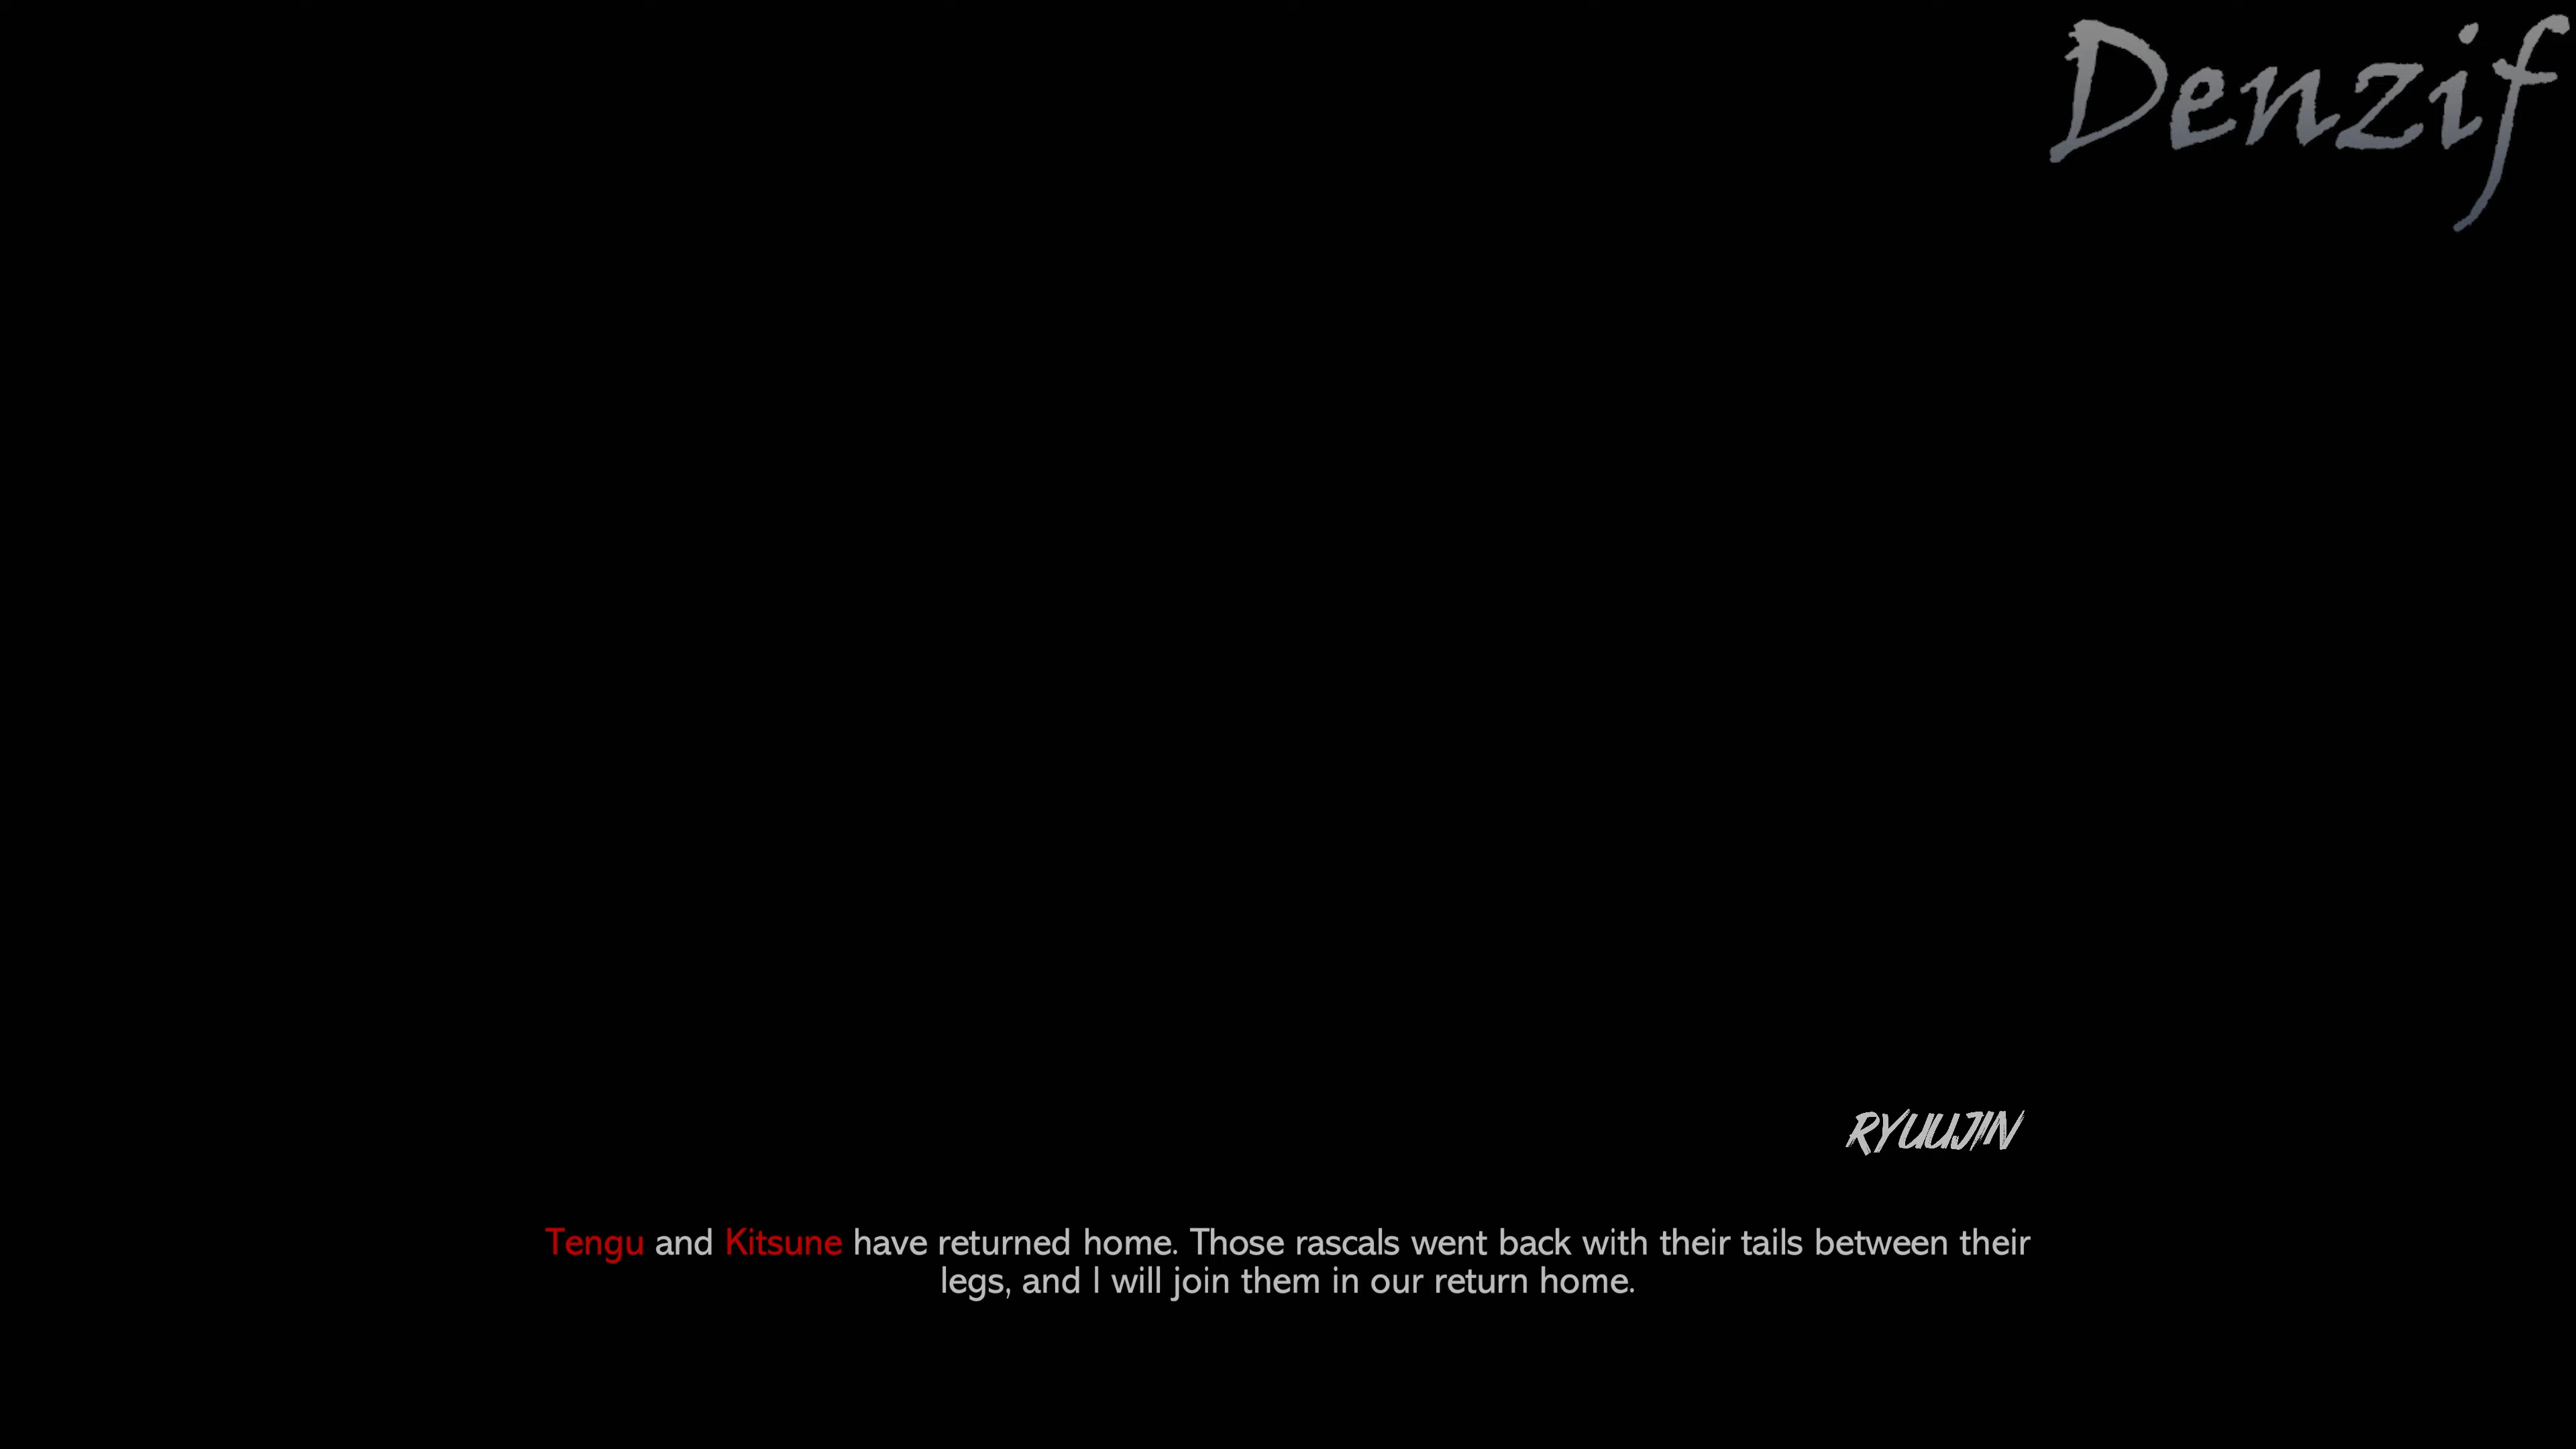 Denzif
RYUUJIN
Tengu and Kitsune have returned home. Those rascals went back with their tails between their
legs, and I will join them in our return home.